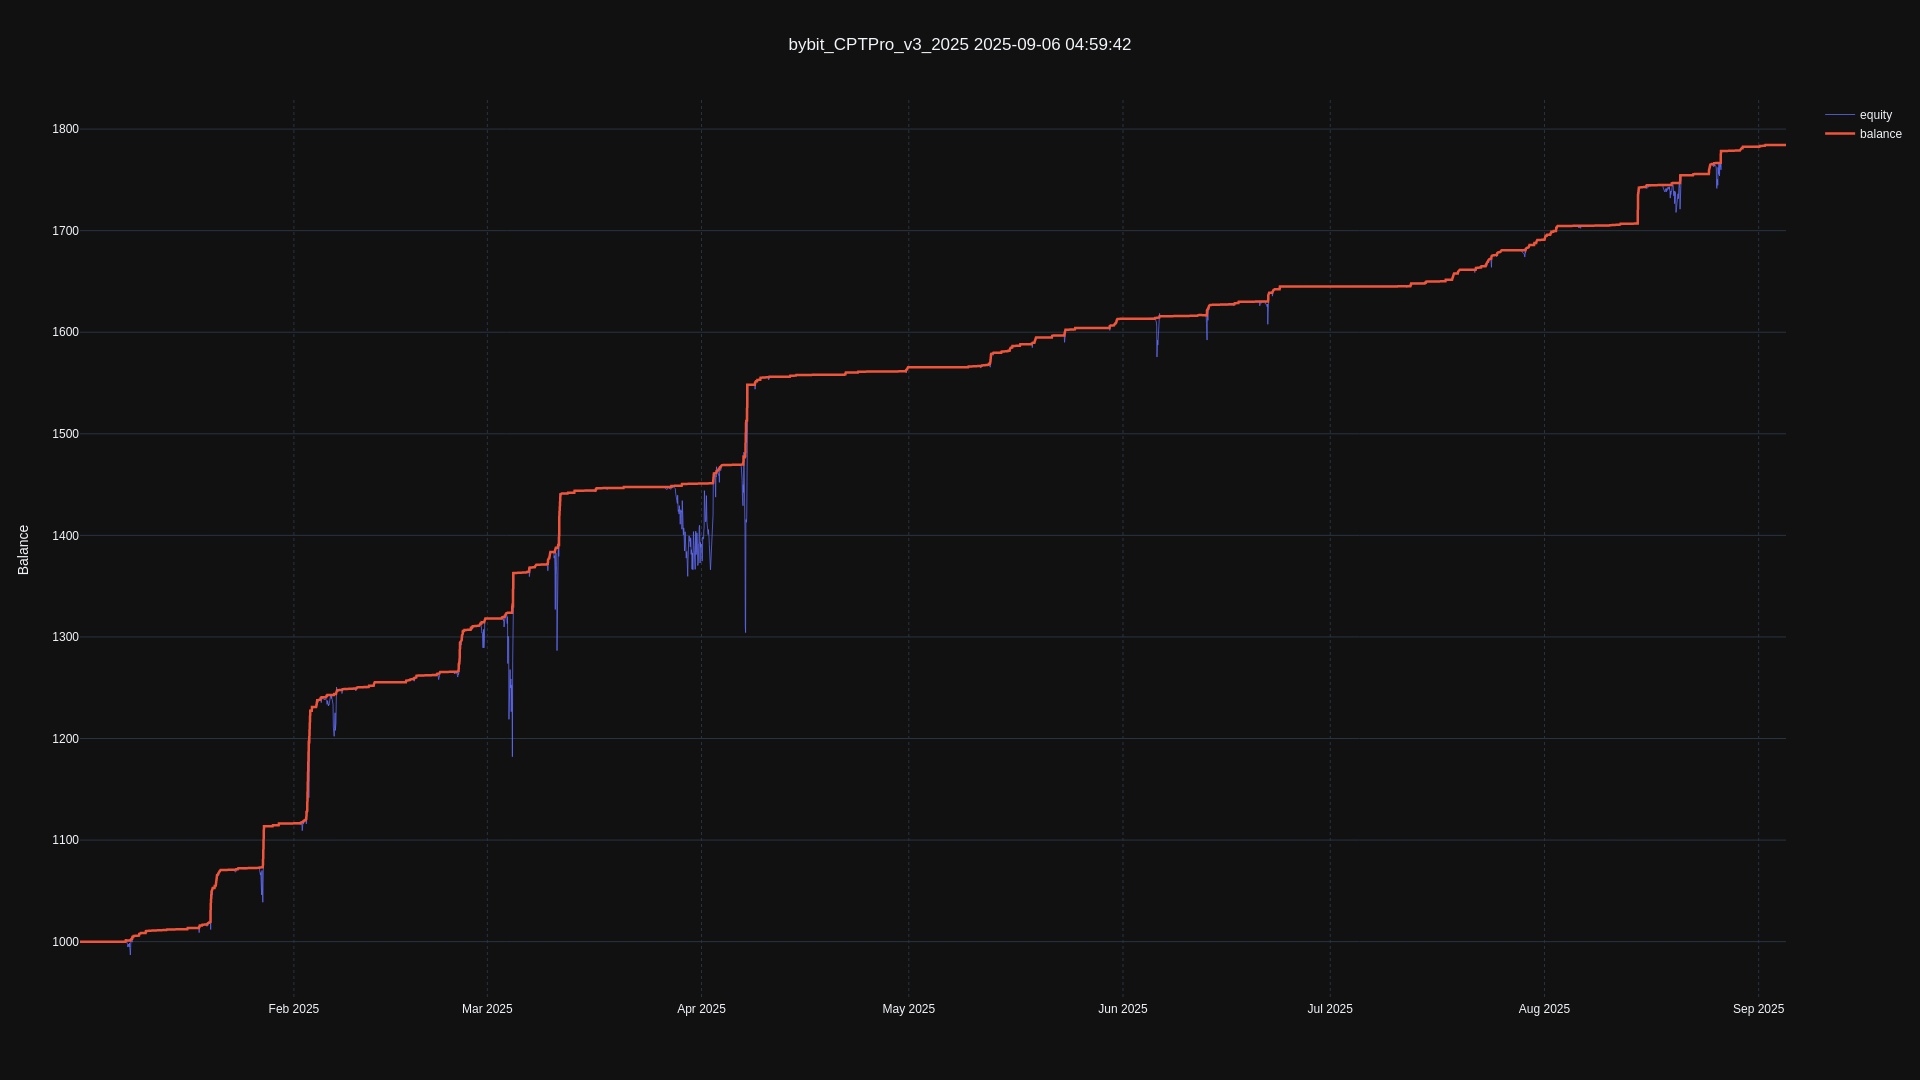 bybit_CPTPro_v3_2025 2025-09-06 04:59:42
equity
balance
Balance
1800
1700
1600
1500
1400
1300
1200
1100
1000
Feb 2025
Mar 2025
Apr 2025
May 2025
Jun 2025
Jul 2025
Aug 2025
Sep 2025